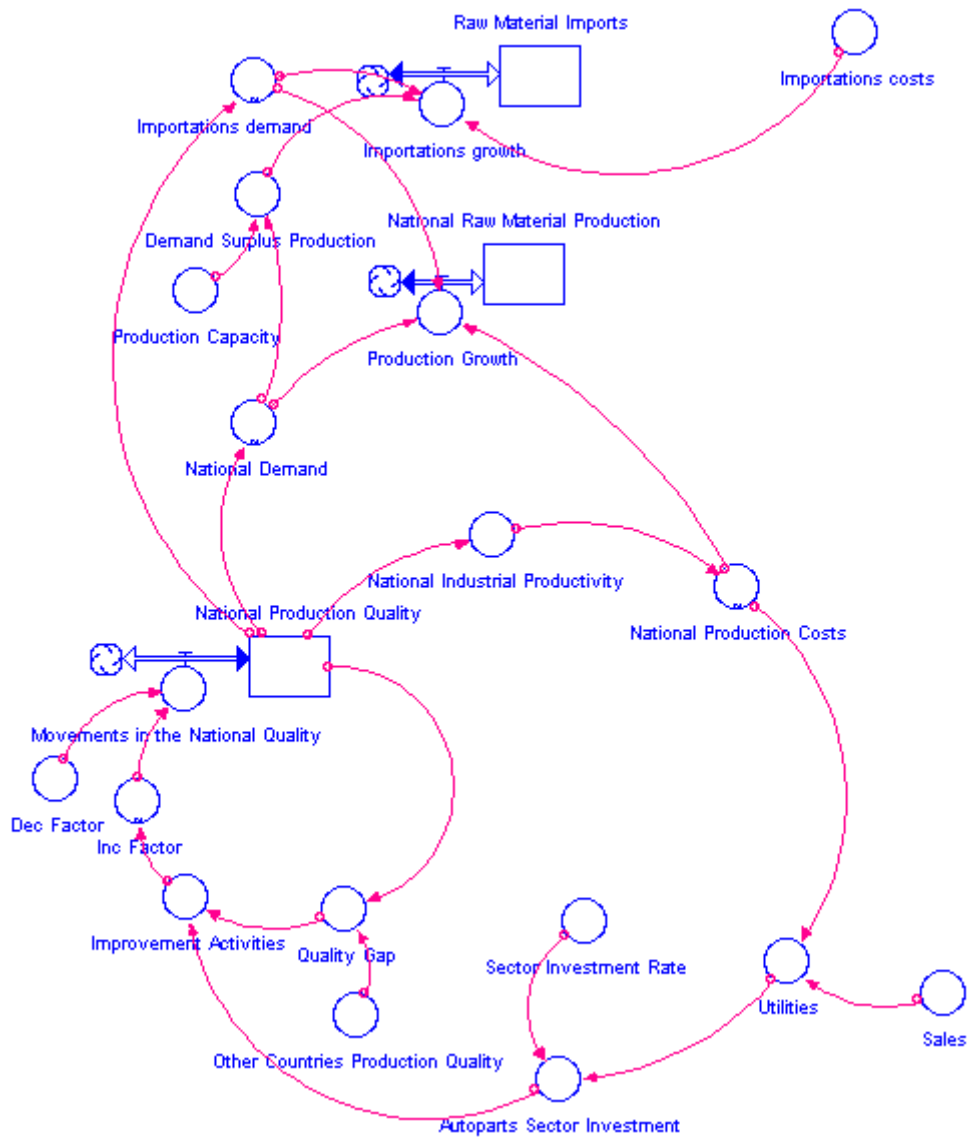 Raw Material Imports
Importations costs
Importations demand
Importations growth
National Raw Material Production
Demand Surplus Production
Production Capacity
Production Growth
National Demand
National Industrial Productivity
National Production Quality
National Production Costs
Movements in the National Quality
Dec Factor
Inc Factor
Improvement Activities
Quality Gap
Sector Investment Rate
Utilities
Other Countries Production Quality
Sales
Autoparts Sector Investment